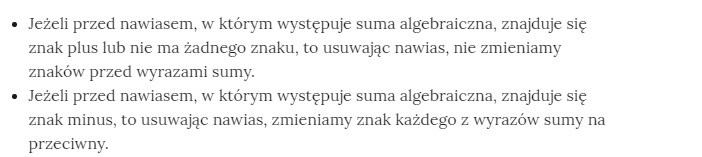 • Jeżeli przed nawiasem, w którym występuje suma algebraiczna, znajduje się
znak plus lub nie ma żadnego znaku, to usuwając nawias, nie zmieniamy
znaków przed wyrazami sumy.
• Jeżeli przed nawiasem, w którym występuje suma algebraiczna, znajduje się
znak minus, to usuwając nawias, zmieniamy znak każdego z wyrazów sumy na
przeciwny.